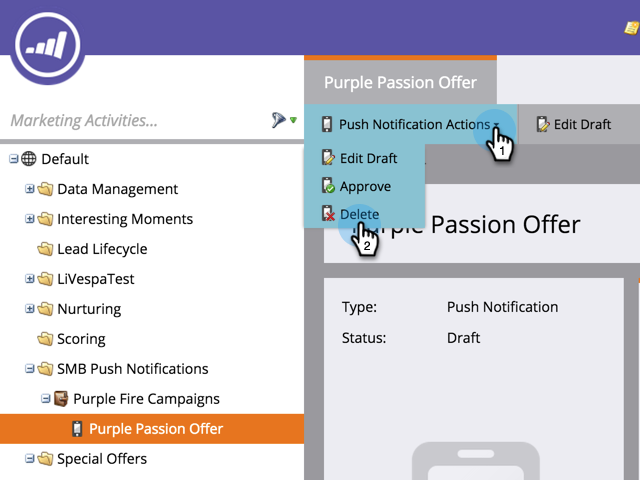 Purple Passion Offer
Marketing Activities...
Push Notification Actions
Edit Draft
1
Edit Draft
Approve
Delete
2
Purple Passion Offer
Default
Data Management
Interesting Moments
Lead Lifecycle
LiVespaTest
Nurturing
Scoring
SMB Push Notifications
Purple Fire Campaigns
Purple Passion Offer
Special Offers
Type: Push Notification
Status: Draft